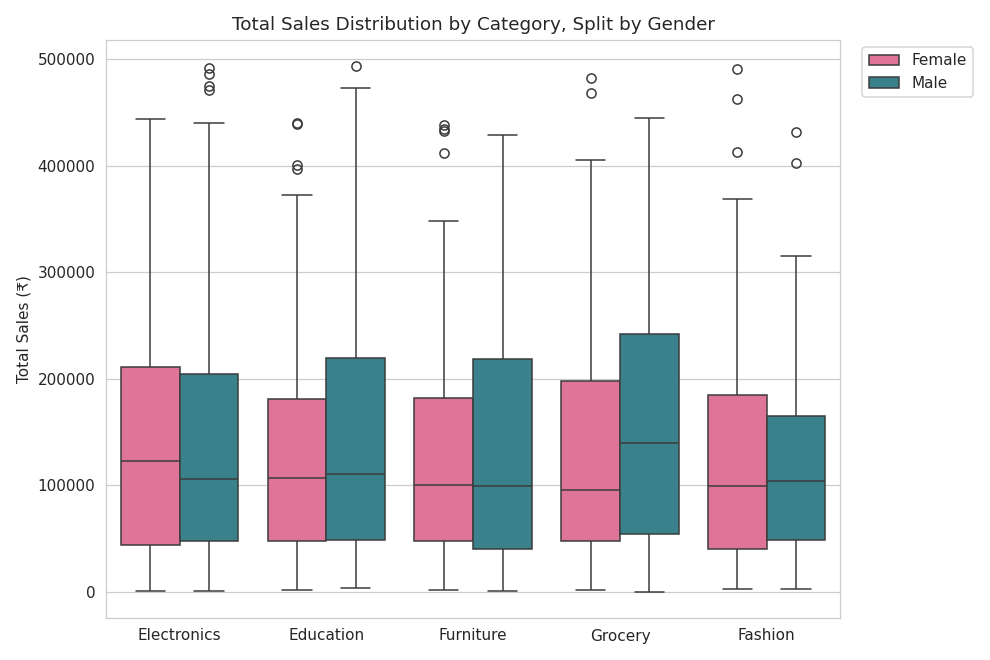 Total Sales Distribution by Category, Split by Gender
Female
Male
Total Sales (₹)
500000
400000
300000
200000
100000
0
Electronics
Education
Furniture
Grocery
Fashion